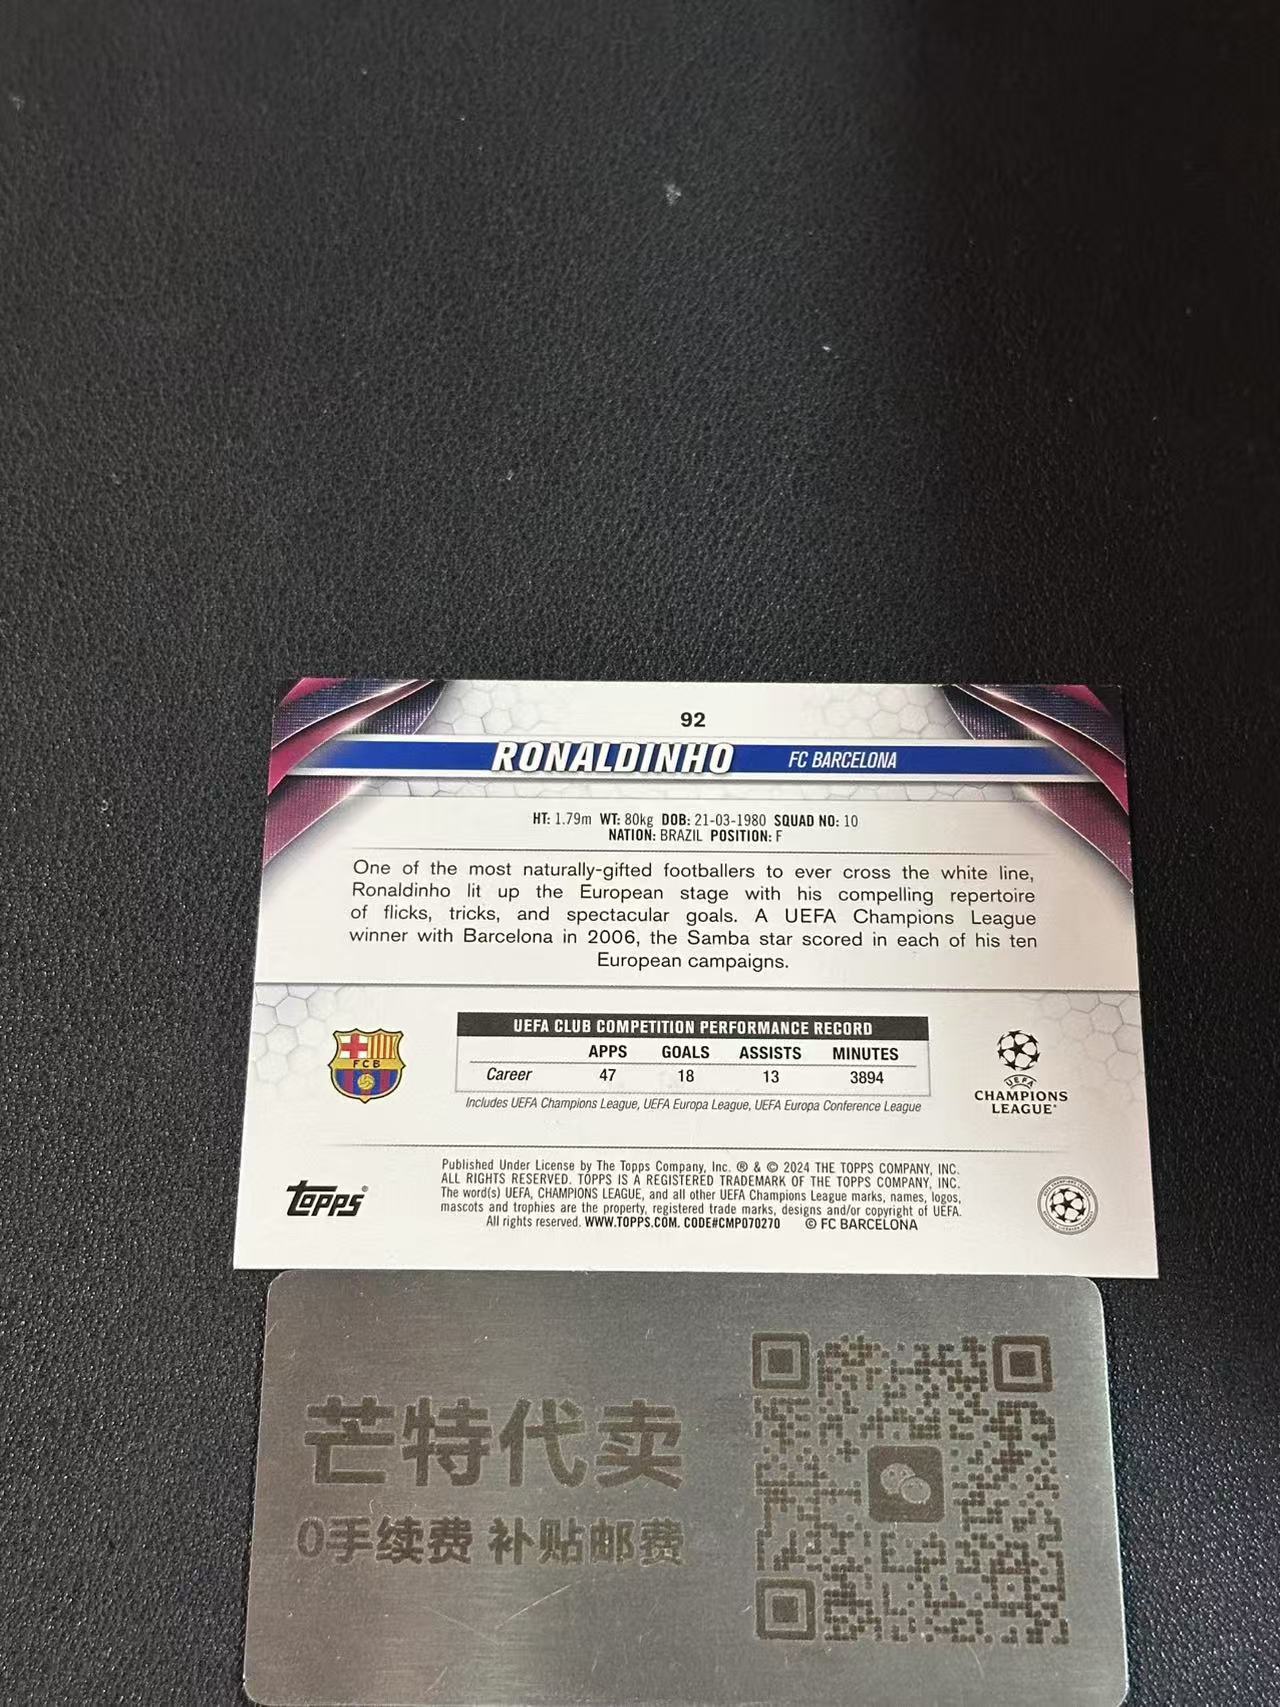 92
RONALDINHO FC BARCELONA
HT: 1.79m WT: 80kg DOB: 21-03-1980 SQUAD NO: 10
NATION: BRAZIL POSITION: F
One of the most naturally-gifted footballers to ever cross the white line,
Ronaldinho lit up the European stage with his compelling repertoire
of flicks, tricks, and spectacular goals. A UEFA Champions League
winner with Barcelona in 2006, the Samba star scored in each of his ten
European campaigns.
FCB
UEFA CLUB COMPETITION PERFORMANCE RECORD
APPS GOALS ASSISTS MINUTES
Career 47 18 13 3894
Includes UEFA Champions League, UEFA Europa League, UEFA Europa Conference League
UEFA
CHAMPIONS
LEAGUE®
topps®
Published Under License by The Topps Company, Inc. ® & © 2024 THE TOPPS COMPANY, INC.
ALL RIGHTS RESERVED. TOPPS IS A REGISTERED TRADEMARK OF THE TOPPS COMPANY, INC.
The word(s) UEFA, CHAMPIONS LEAGUE, and all other UEFA Champions League marks, names, logos,
mascots and trophies are the property, registered trade marks, designs and/or copyright of UEFA.
All rights reserved. WWW.TOPPS.COM. CODE#CMP070270 © FC BARCELONA
芒特代卖
0手续费 补贴邮费